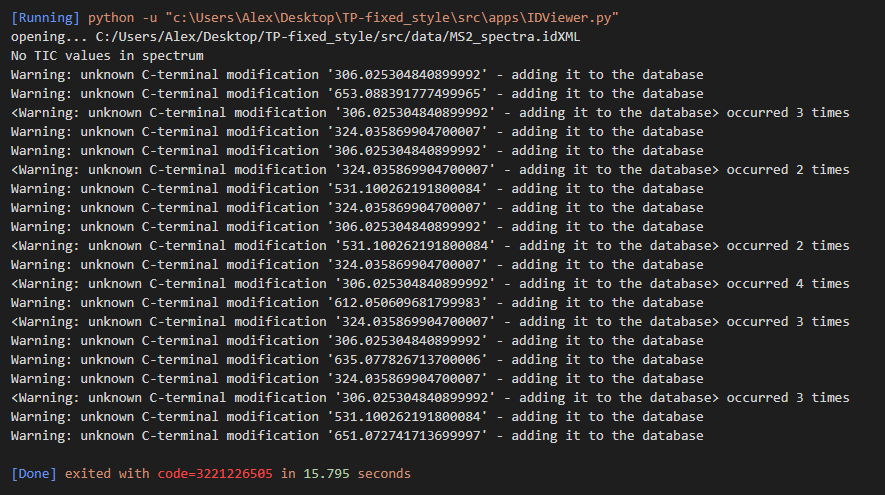 [Running] python -u "c:\Users\Alex\Desktop\TP-fixed_style\src\apps\IDViewer.py"
opening... C:/Users/Alex/Desktop/TP-fixed_style/src/data/MS2_spectra.idXML
No TIC values in spectrum
Warning: unknown C-terminal modification '306.025304840899992' - adding it to the database
Warning: unknown C-terminal modification '653.088391777499965' - adding it to the database
<Warning: unknown C-terminal modification '306.025304840899992' - adding it to the database> occurred 3 times
Warning: unknown C-terminal modification '324.035869904700007' - adding it to the database
Warning: unknown C-terminal modification '306.025304840899992' - adding it to the database
<Warning: unknown C-terminal modification '324.035869904700007' - adding it to the database> occurred 2 times
Warning: unknown C-terminal modification '531.100262191800084' - adding it to the database
Warning: unknown C-terminal modification '324.035869904700007' - adding it to the database
Warning: unknown C-terminal modification '306.025304840899992' - adding it to the database
<Warning: unknown C-terminal modification '531.100262191800084' - adding it to the database> occurred 2 times
Warning: unknown C-terminal modification '324.035869904700007' - adding it to the database
<Warning: unknown C-terminal modification '306.025304840899992' - adding it to the database> occurred 4 times
Warning: unknown C-terminal modification '612.050609681799983' - adding it to the database
<Warning: unknown C-terminal modification '324.035869904700007' - adding it to the database> occurred 3 times
Warning: unknown C-terminal modification '306.025304840899992' - adding it to the database
Warning: unknown C-terminal modification '635.077826713700006' - adding it to the database
Warning: unknown C-terminal modification '324.035869904700007' - adding it to the database
<Warning: unknown C-terminal modification '306.025304840899992' - adding it to the database> occurred 3 times
Warning: unknown C-terminal modification '531.100262191800084' - adding it to the database
Warning: unknown C-terminal modification '651.072741713699997' - adding it to the database
[Done] exited with code=3221226505 in 15.795 seconds